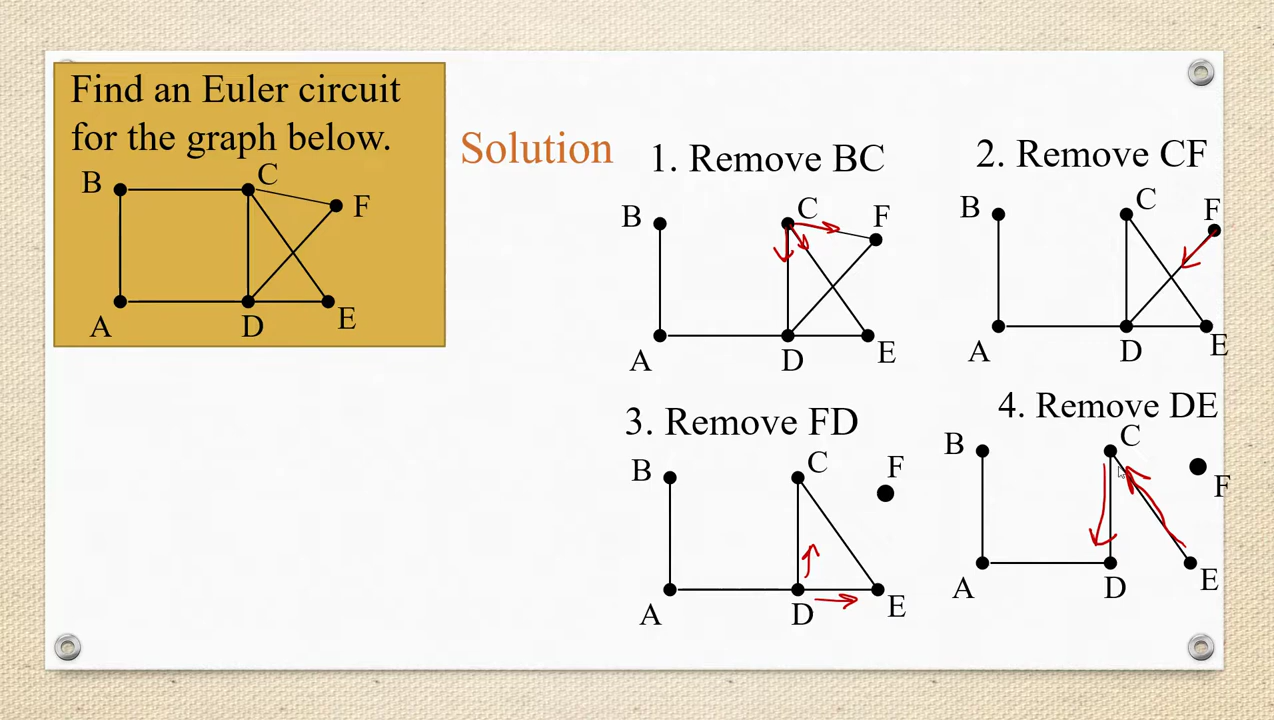 Find an Euler circuit
for the graph below.
B
C
F
A
D
E
Solution
1. Remove BC
B
C
F
A
D
E
2. Remove CF
B
C
F
A
D
E
3. Remove FD
B
C
F
A
D
E
4. Remove DE
B
C
F
A
D
E